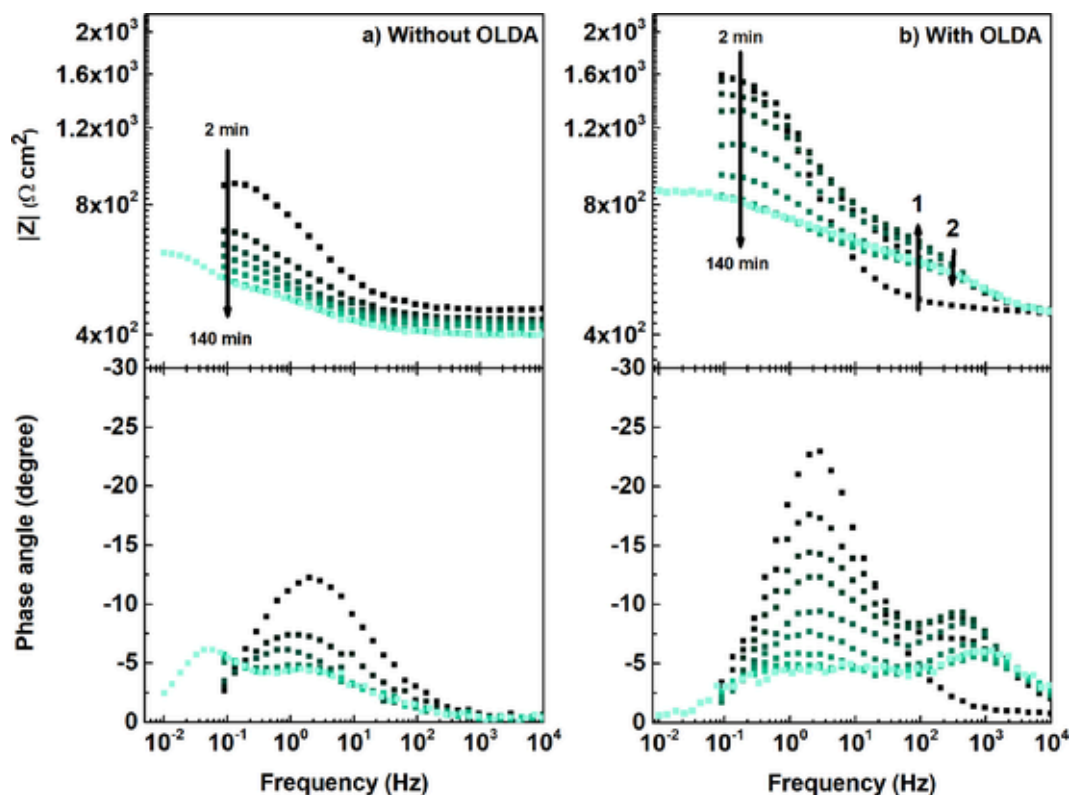 a) Without OLDA
b) With OLDA
2x10³
1.6x10³
1.2x10³
8x10²
4x10²
2x10³
1.6x10³
1.2x10³
8x10²
4x10²
|Z| (Ω cm²)
2 min
140 min
2 min
140 min
1
2
-30
-25
-20
-15
-10
-5
0
-30
-25
-20
-15
-10
-5
0
Phase angle (degree)
10⁻² 10⁻¹ 10⁰ 10¹ 10² 10³ 10⁴
10⁻² 10⁻¹ 10⁰ 10¹ 10² 10³ 10⁴
Frequency (Hz)
Frequency (Hz)